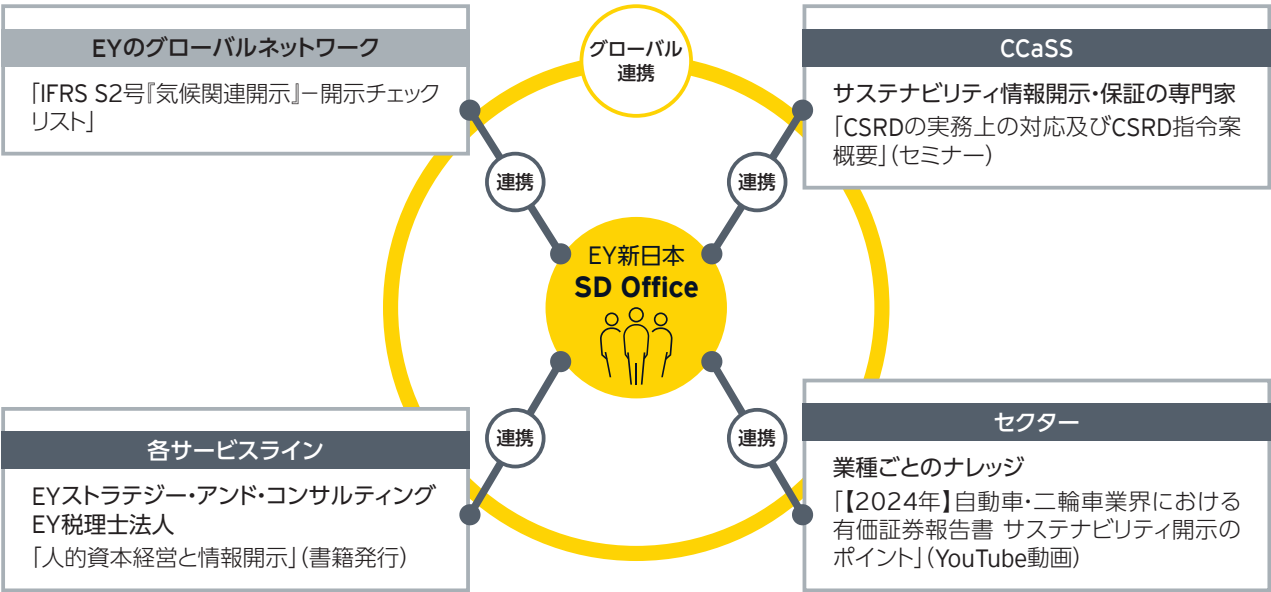 EYのグローバルネットワーク
「IFRS S2号『気候関連開示』－開示チェック
リスト」
グローバル
連携
CCaSS
サステナビリティ情報開示・保証の専門家
「CSRDの実務上の対応及びCSRD指令案
概要」（セミナー）
連携
連携
EY新日本
SD Office
連携
連携
各サービスライン
EYストラテジー・アンド・コンサルティング
EY税理士法人
「人的資本経営と情報開示」（書籍発行）
セクター
業種ごとのナレッジ
「【2024年】自動車・二輪車業界における
有価証券報告書 サステナビリティ開示の
ポイント」（YouTube動画）